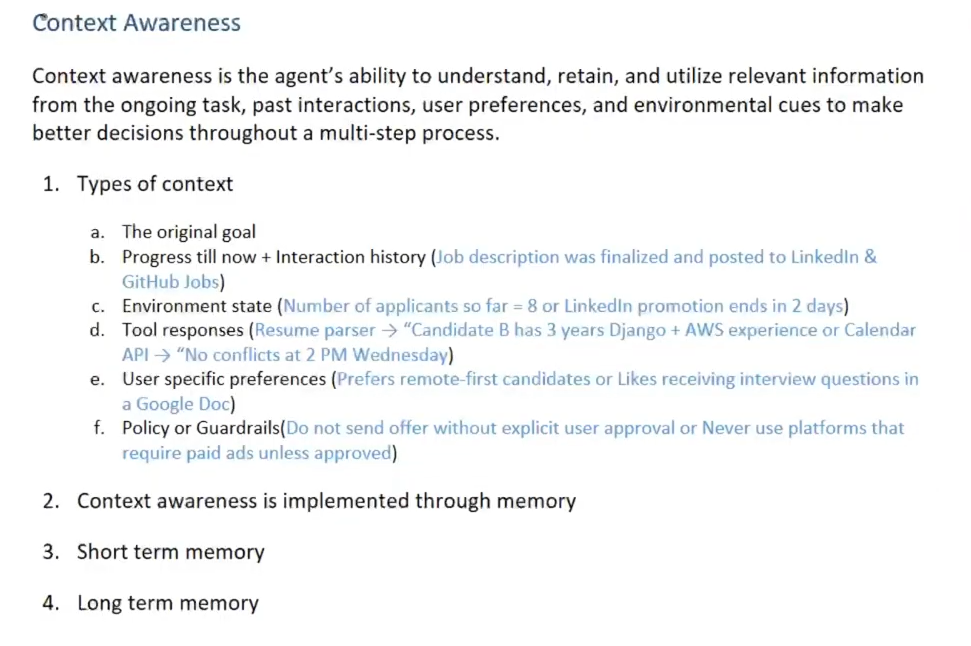 Context Awareness
Context awareness is the agent's ability to understand, retain, and utilize relevant information
from the ongoing task, past interactions, user preferences, and environmental cues to make
better decisions throughout a multi-step process.
1. Types of context
a. The original goal
b. Progress till now + Interaction history (Job description was finalized and posted to LinkedIn &
GitHub Jobs)
c. Environment state (Number of applicants so far = 8 or LinkedIn promotion ends in 2 days)
d. Tool responses (Resume parser → “Candidate B has 3 years Django + AWS experience or Calendar
API → “No conflicts at 2 PM Wednesday)
e. User specific preferences (Prefers remote-first candidates or Likes receiving interview questions in
a Google Doc)
f. Policy or Guardrails(Do not send offer without explicit user approval or Never use platforms that
require paid ads unless approved)
2. Context awareness is implemented through memory
3. Short term memory
4. Long term memory